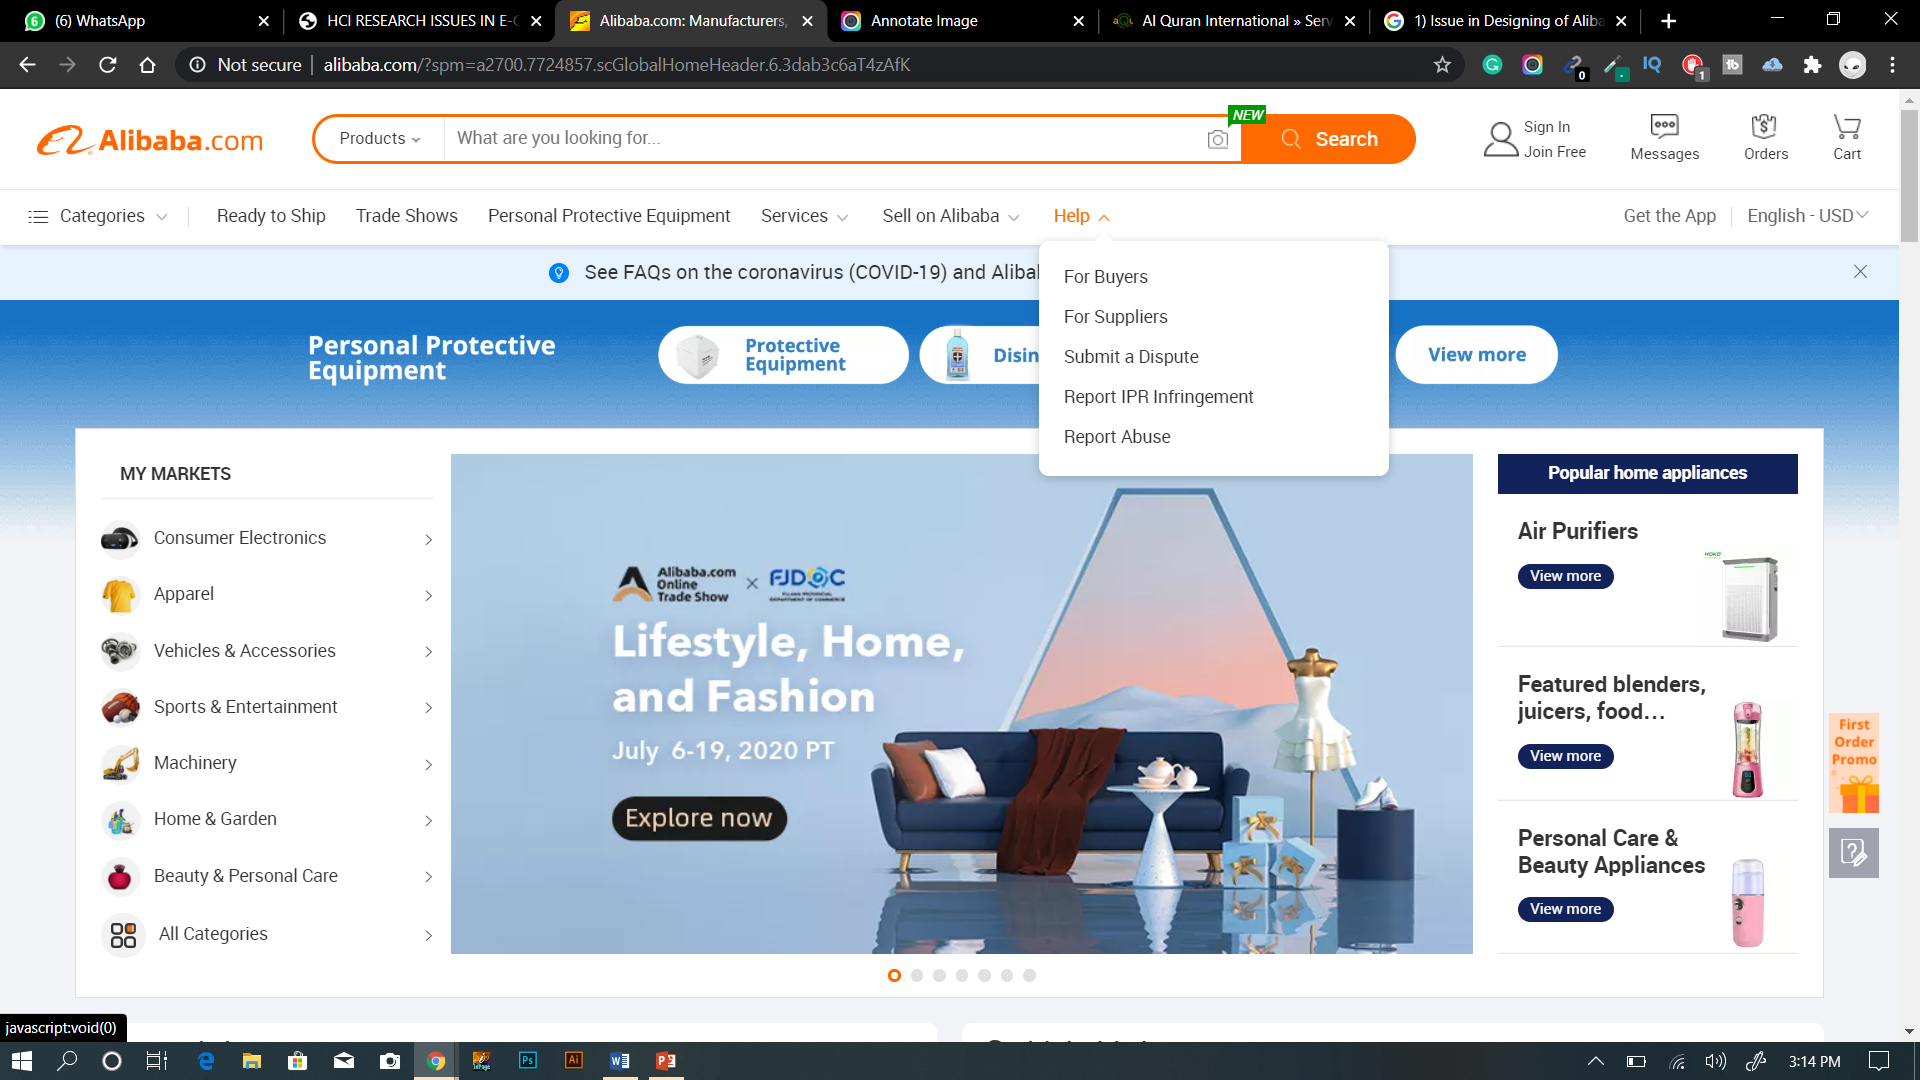 (6) WhatsApp
HCI RESEARCH ISSUES IN E-C
Alibaba.com: Manufacturers,
Annotate Image
Al Quran International » Serv
1) Issue in Designing of Aliba
Not secure
alibaba.com/?spm=a2700.7724857.scGlobalHomeHeader.6.3dab3c6aT4zAfK
0
1
Alibaba.com
Products
What are you looking for...
NEW
Search
Sign In
Join Free
Messages
Orders
Cart
Categories
Ready to Ship
Trade Shows
Personal Protective Equipment
Services
Sell on Alibaba
Help
Get the App
English - USD
See FAQs on the coronavirus (COVID-19) and Alibal
For Buyers
For Suppliers
Submit a Dispute
Report IPR Infringement
Report Abuse
Personal Protective
Equipment
Protective
Equipment
Disin
View more
MY MARKETS
Consumer Electronics
Apparel
Vehicles & Accessories
Sports & Entertainment
Machinery
Home & Garden
Beauty & Personal Care
All Categories
Alibaba.com
Online
Trade Show
×
FJDOC
FUJIAN PROVINCIAL
DEPARTMENT OF COMMERCE
Lifestyle, Home,
and Fashion
July 6-19, 2020 PT
Explore now
Popular home appliances
Air Purifiers
View more
HOKO
Featured blenders,
juicers, food...
View more
Personal Care &
Beauty Appliances
View more
First
Order
Promo
javascript:void(0)
3:14 PM